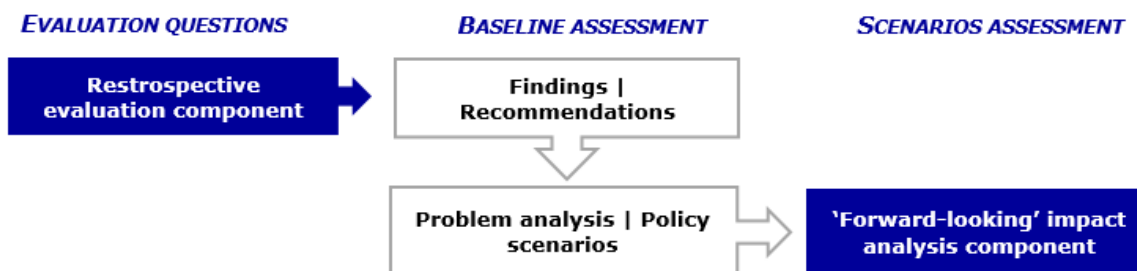 EVALUATION QUESTIONS
BASELINE ASSESSMENT
SCENARIOS ASSESSMENT
Restrospective
evaluation component
Findings |
Recommendations
Problem analysis | Policy
scenarios
‘Forward-looking’ impact
analysis component